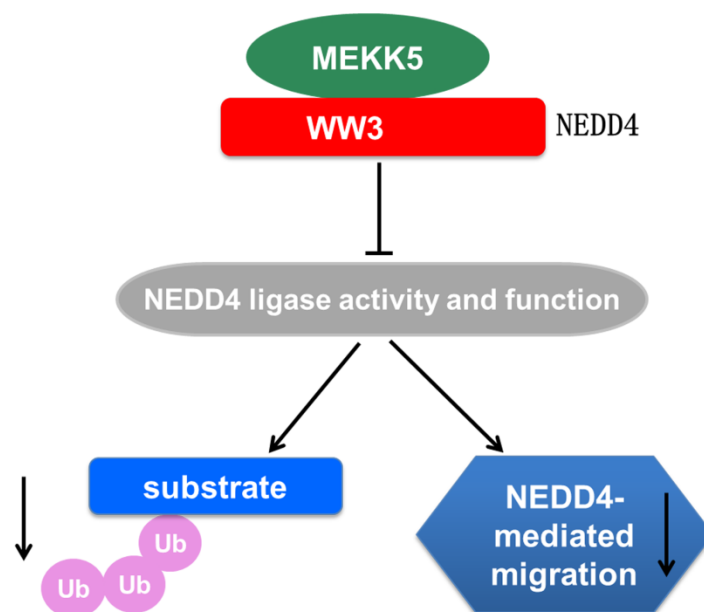 MEKK5
WW3
NEDD4
NEDD4 ligase activity and function
substrate
NEDD4-
mediated
migration
Ub
Ub
Ub